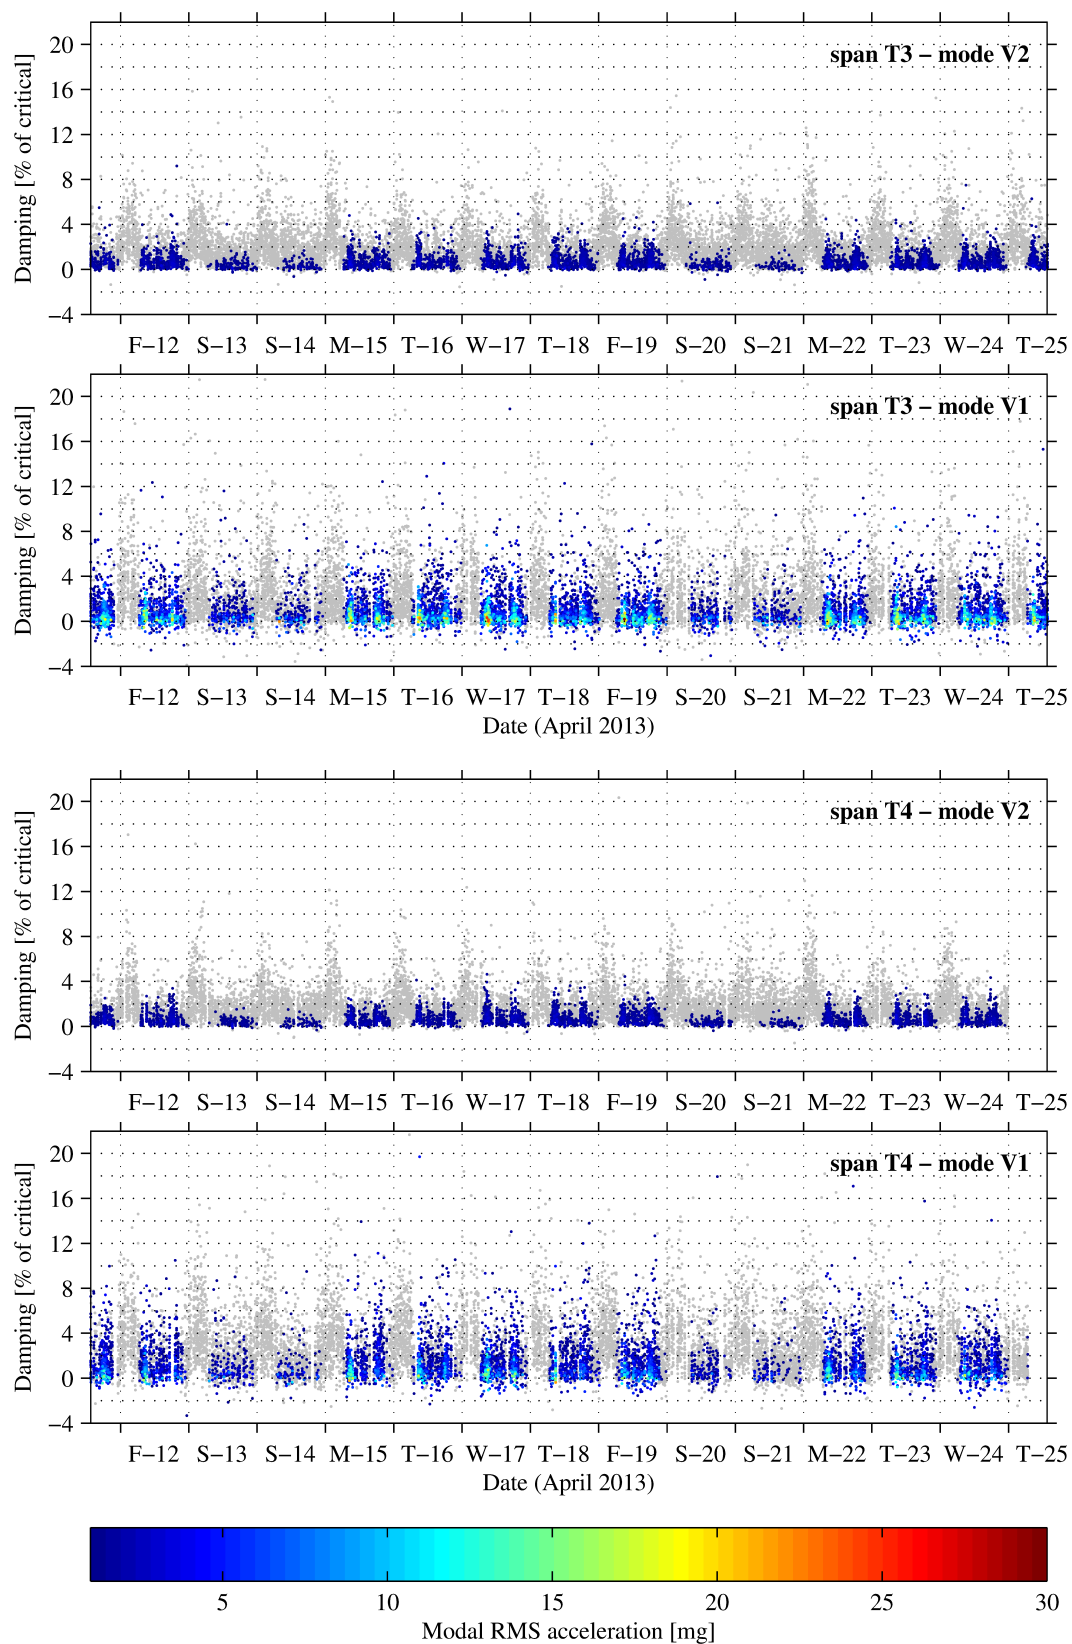 span T3 – mode V2
Damping [% of critical]
20
16
12
8
4
0
−4
F−12 S−13 S−14 M−15 T−16 W−17 T−18 F−19 S−20 S−21 M−22 T−23 W−24 T−25
span T3 – mode V1
Damping [% of critical]
20
16
12
8
4
0
−4
F−12 S−13 S−14 M−15 T−16 W−17 T−18 F−19 S−20 S−21 M−22 T−23 W−24 T−25
Date (April 2013)
span T4 – mode V2
Damping [% of critical]
20
16
12
8
4
0
−4
F−12 S−13 S−14 M−15 T−16 W−17 T−18 F−19 S−20 S−21 M−22 T−23 W−24 T−25
span T4 – mode V1
Damping [% of critical]
20
16
12
8
4
0
−4
F−12 S−13 S−14 M−15 T−16 W−17 T−18 F−19 S−20 S−21 M−22 T−23 W−24 T−25
Date (April 2013)
5 10 15 20 25 30
Modal RMS acceleration [mg]